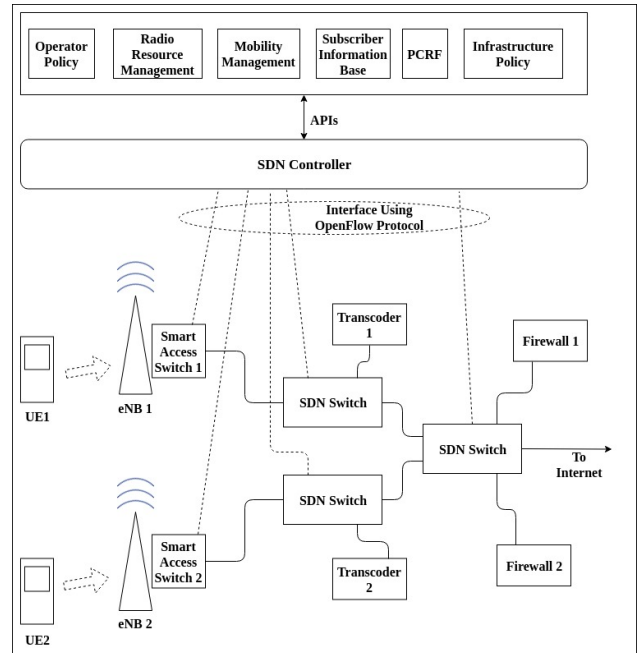 Operator
Policy
Radio
Resource
Management
Mobility
Management
Subscriber
Information
Base
PCRF
Infrastructure
Policy
APIs
SDN Controller
Interface Using
OpenFlow Protocol
Transcoder
1
Firewall 1
Smart
Access
Switch 1
UE1
eNB 1
SDN Switch
SDN Switch
To
Internet
SDN Switch
Smart
Access
Switch 2
Transcoder
2
Firewall 2
eNB 2
UE2